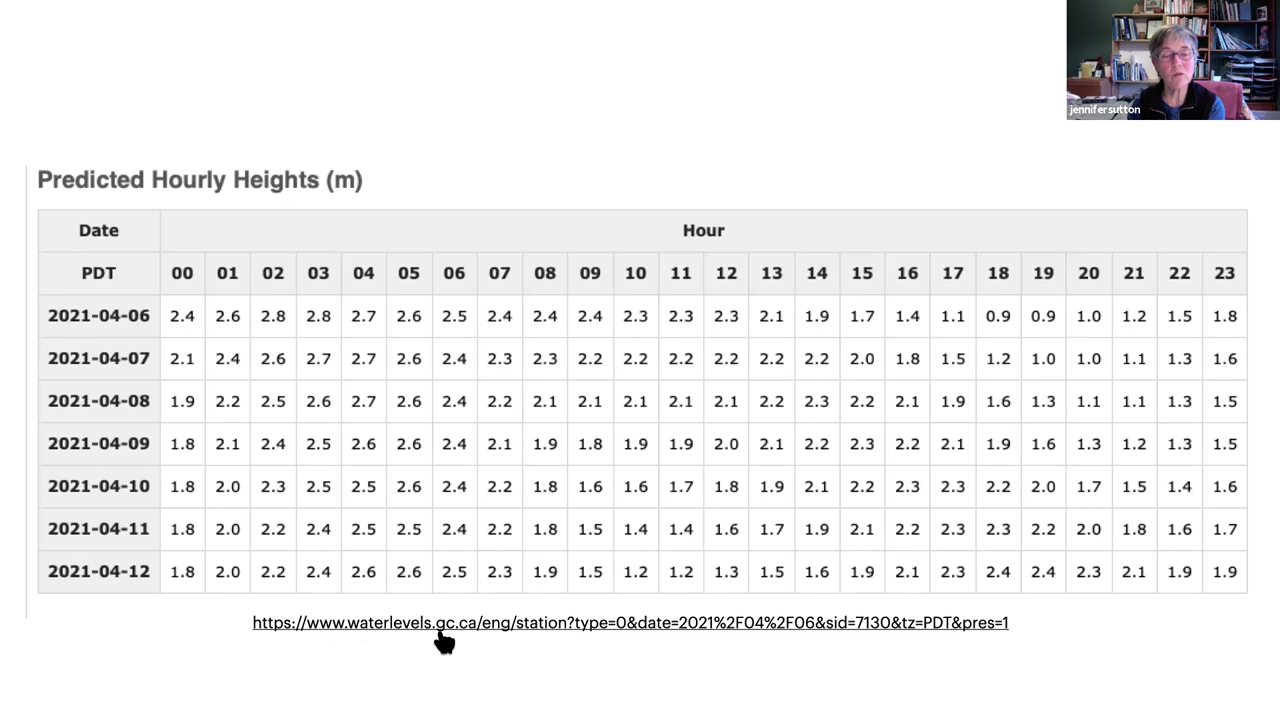 jennifersutton
Predicted Hourly Heights (m)
Date Hour
PDT 00 01 02 03 04 05 06 07 08 09 10 11 12 13 14 15 16 17 18 19 20 21 22 23
2021-04-06 2.4 2.6 2.8 2.8 2.7 2.6 2.5 2.4 2.4 2.4 2.3 2.3 2.3 2.1 1.9 1.7 1.4 1.1 0.9 0.9 1.0 1.2 1.5 1.8
2021-04-07 2.1 2.4 2.6 2.7 2.7 2.6 2.4 2.3 2.3 2.2 2.2 2.2 2.2 2.2 2.2 2.0 1.8 1.5 1.2 1.0 1.0 1.1 1.3 1.6
2021-04-08 1.9 2.2 2.5 2.6 2.7 2.6 2.4 2.2 2.1 2.1 2.1 2.1 2.1 2.2 2.3 2.2 2.1 1.9 1.6 1.3 1.1 1.1 1.3 1.5
2021-04-09 1.8 2.1 2.4 2.5 2.6 2.6 2.4 2.1 1.9 1.8 1.9 1.9 2.0 2.1 2.2 2.3 2.2 2.1 1.9 1.6 1.3 1.2 1.3 1.5
2021-04-10 1.8 2.0 2.3 2.5 2.5 2.6 2.4 2.2 1.8 1.6 1.6 1.7 1.8 1.9 2.1 2.2 2.3 2.3 2.2 2.0 1.7 1.5 1.4 1.6
2021-04-11 1.8 2.0 2.2 2.4 2.5 2.5 2.4 2.2 1.8 1.5 1.4 1.4 1.6 1.7 1.9 2.1 2.2 2.3 2.3 2.2 2.0 1.8 1.6 1.7
2021-04-12 1.8 2.0 2.2 2.4 2.6 2.6 2.5 2.3 1.9 1.5 1.2 1.2 1.3 1.5 1.6 1.9 2.1 2.3 2.4 2.4 2.3 2.1 1.9 1.9
https://www.waterlevels.gc.ca/eng/station?type=0&date=2021%2F04%2F06&sid=7130&tz=PDT&pres=1